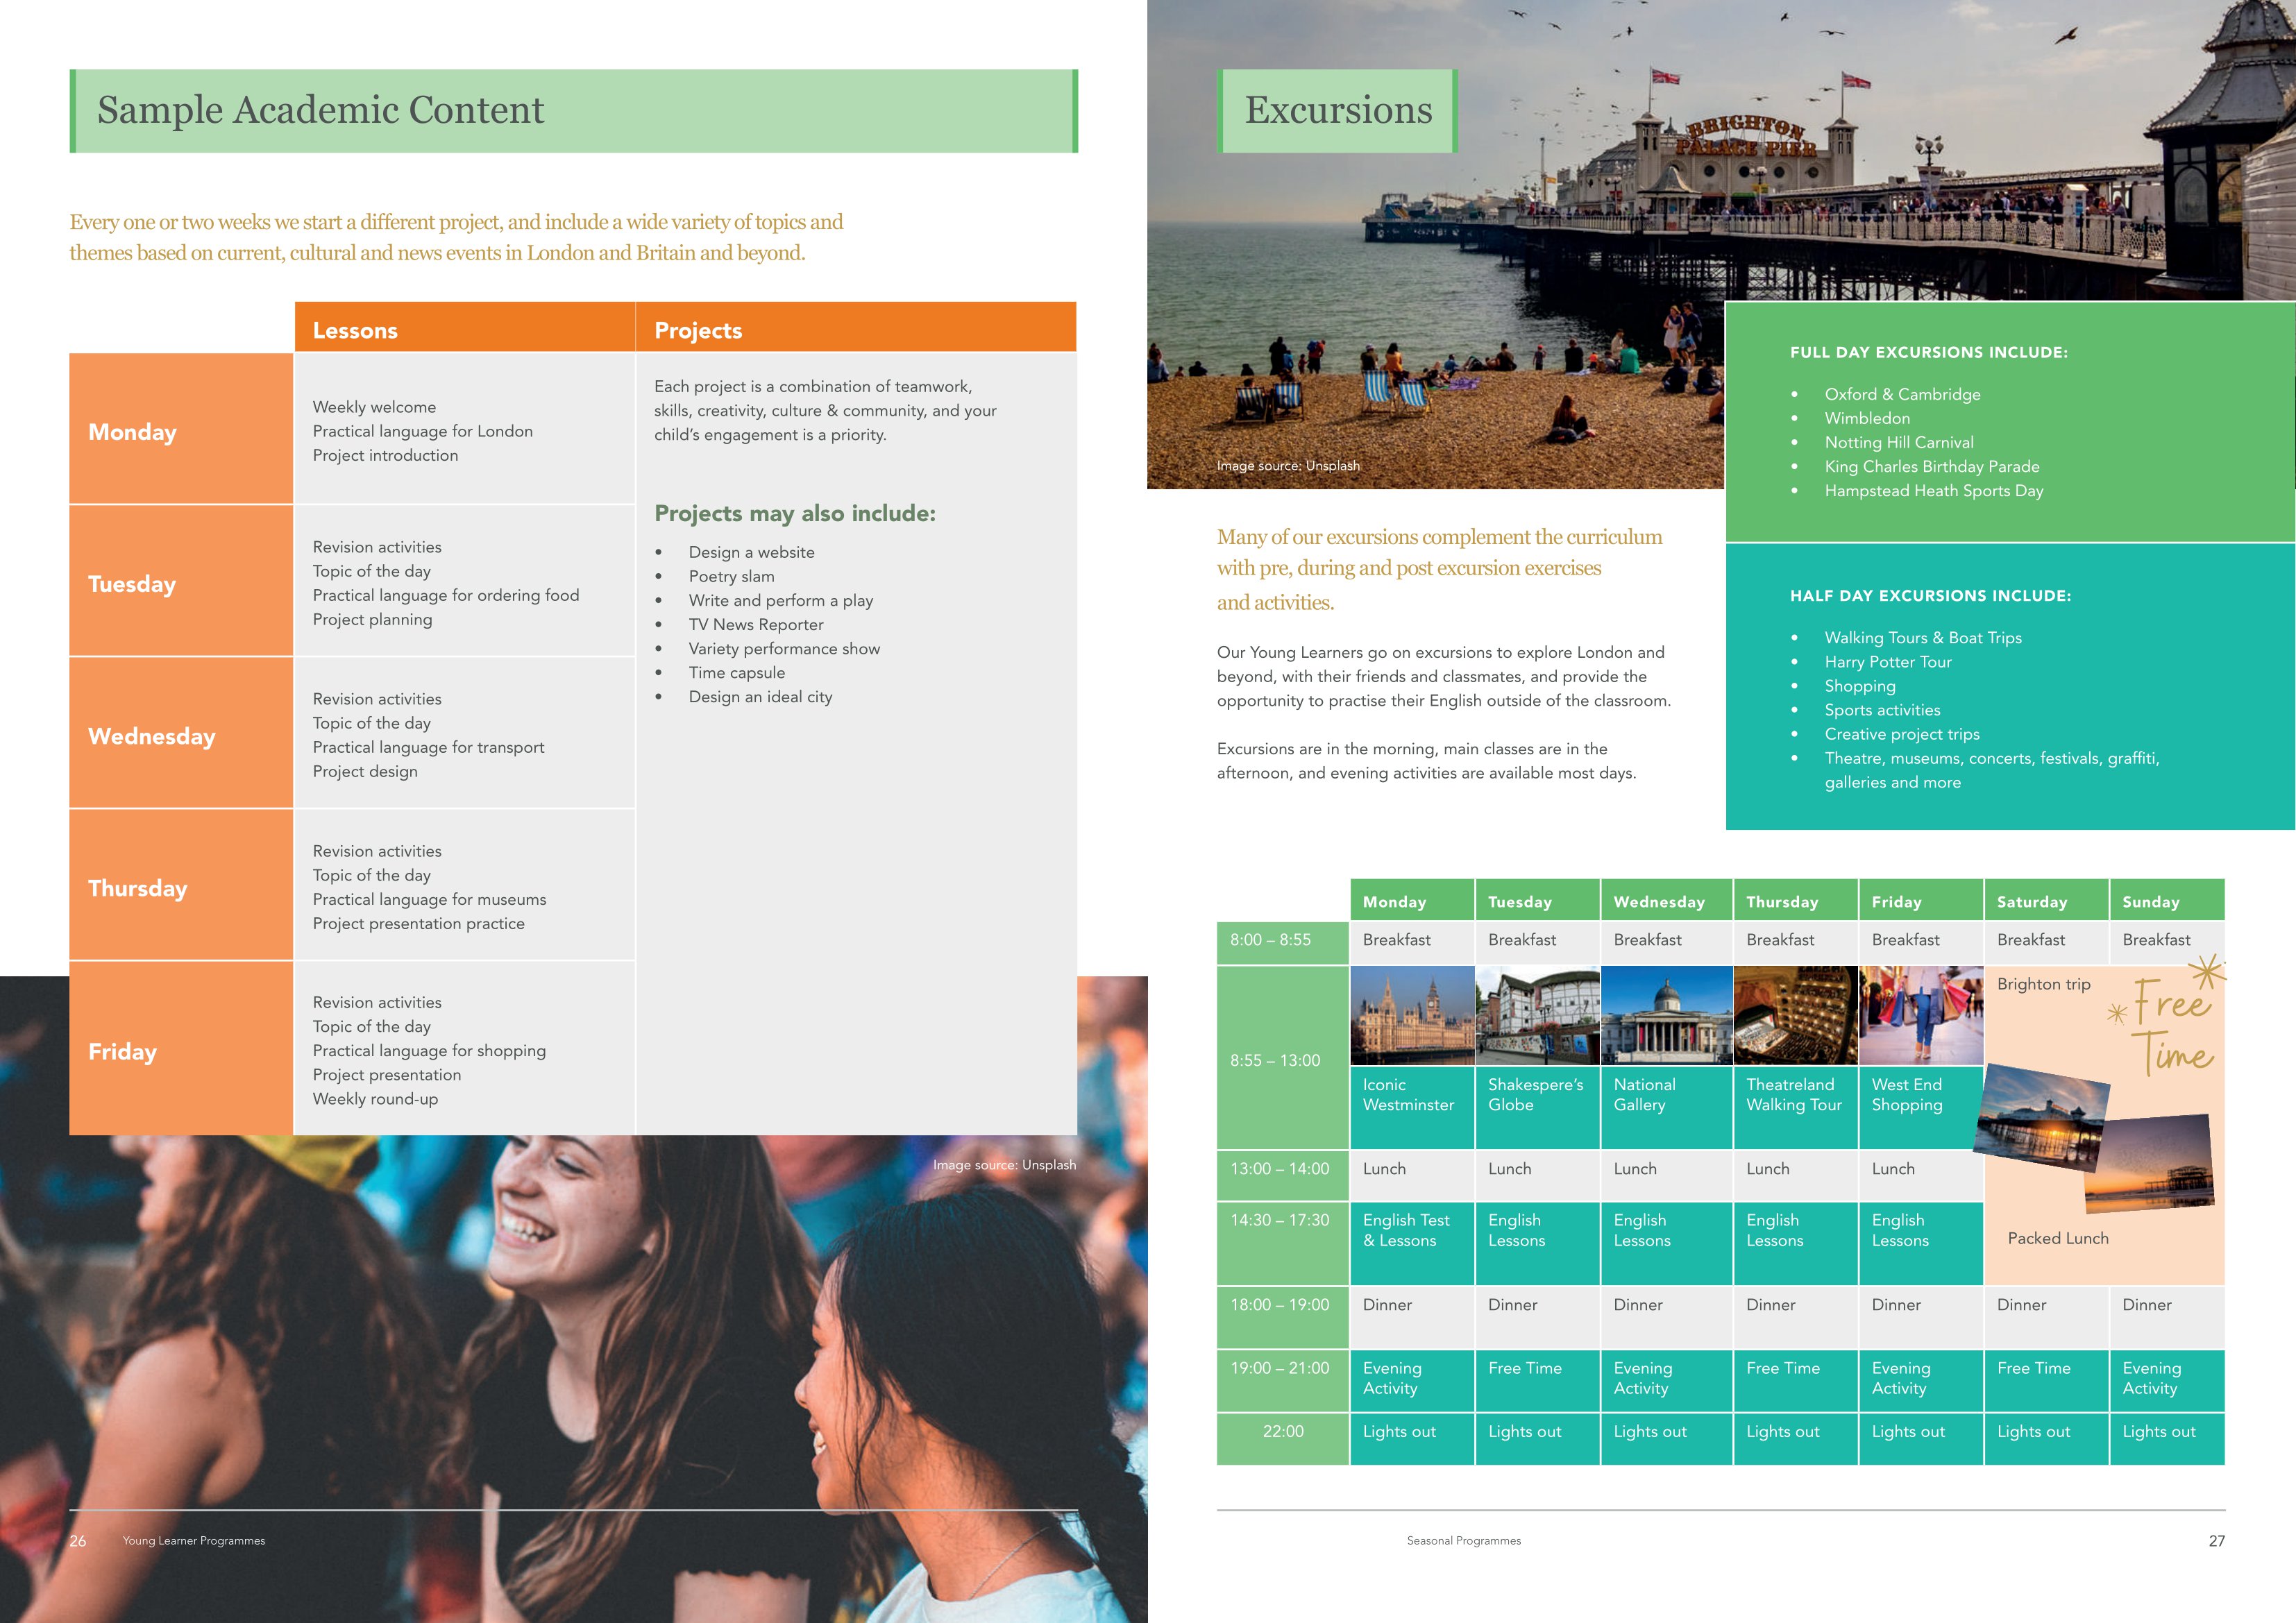 Sample Academic Content
Every one or two weeks we start a different project, and include a wide variety of topics and
themes based on current, cultural and news events in London and Britain and beyond.
Lessons
Projects
Monday
Weekly welcome
Practical language for London
Project introduction
Each project is a combination of teamwork,
skills, creativity, culture & community, and your
child's engagement is a priority.
Projects may also include:
• Design a website
• Poetry slam
• Write and perform a play
• TV News Reporter
• Variety performance show
• Time capsule
• Design an ideal city
Tuesday
Revision activities
Topic of the day
Practical language for ordering food
Project planning
Wednesday
Revision activities
Topic of the day
Practical language for transport
Project design
Thursday
Revision activities
Topic of the day
Practical language for museums
Project presentation practice
Friday
Revision activities
Topic of the day
Practical language for shopping
Project presentation
Weekly round-up
Image source: Unsplash
26 Young Learner Programmes
Excursions
BRIGHTON
PALACE PIER
Image source: Unsplash
FULL DAY EXCURSIONS INCLUDE:
• Oxford & Cambridge
• Wimbledon
• Notting Hill Carnival
• King Charles Birthday Parade
• Hampstead Heath Sports Day
HALF DAY EXCURSIONS INCLUDE:
• Walking Tours & Boat Trips
• Harry Potter Tour
• Shopping
• Sports activities
• Creative project trips
• Theatre, museums, concerts, festivals, graffiti,
galleries and more
Many of our excursions complement the curriculum
with pre, during and post excursion exercises
and activities.
Our Young Learners go on excursions to explore London and
beyond, with their friends and classmates, and provide the
opportunity to practise their English outside of the classroom.
Excursions are in the morning, main classes are in the
afternoon, and evening activities are available most days.
Monday Tuesday Wednesday Thursday Friday Saturday Sunday
8:00 – 8:55 Breakfast Breakfast Breakfast Breakfast Breakfast Breakfast Breakfast
8:55 – 13:00
Iconic
Westminster
Shakespere's
Globe
National
Gallery
Theatreland
Walking Tour
West End
Shopping
Brighton trip
Free
Time
Packed Lunch
13:00 – 14:00 Lunch Lunch Lunch Lunch Lunch
14:30 – 17:30
English Test
& Lessons
English
Lessons
English
Lessons
English
Lessons
English
Lessons
18:00 – 19:00 Dinner Dinner Dinner Dinner Dinner Dinner Dinner
19:00 – 21:00
Evening
Activity
Free Time
Evening
Activity
Free Time
Evening
Activity
Free Time
Evening
Activity
22:00 Lights out Lights out Lights out Lights out Lights out Lights out Lights out
Seasonal Programmes 27